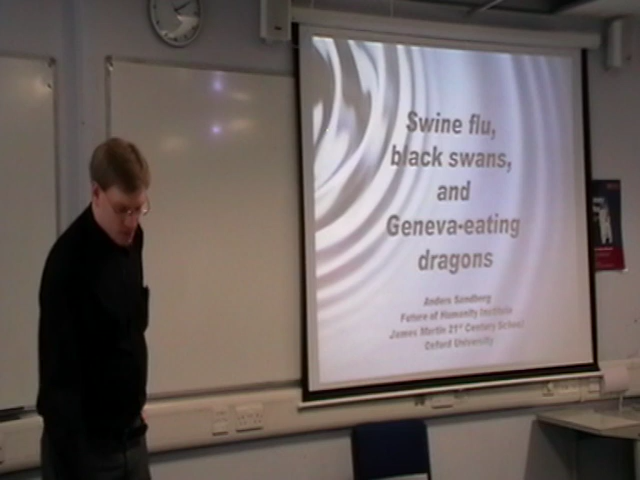 Swine flu,
black swans,
and
Geneva-eating
dragons
Anders Sandberg
Future of Humanity Institute
James Martin 21st Century School
Oxford University